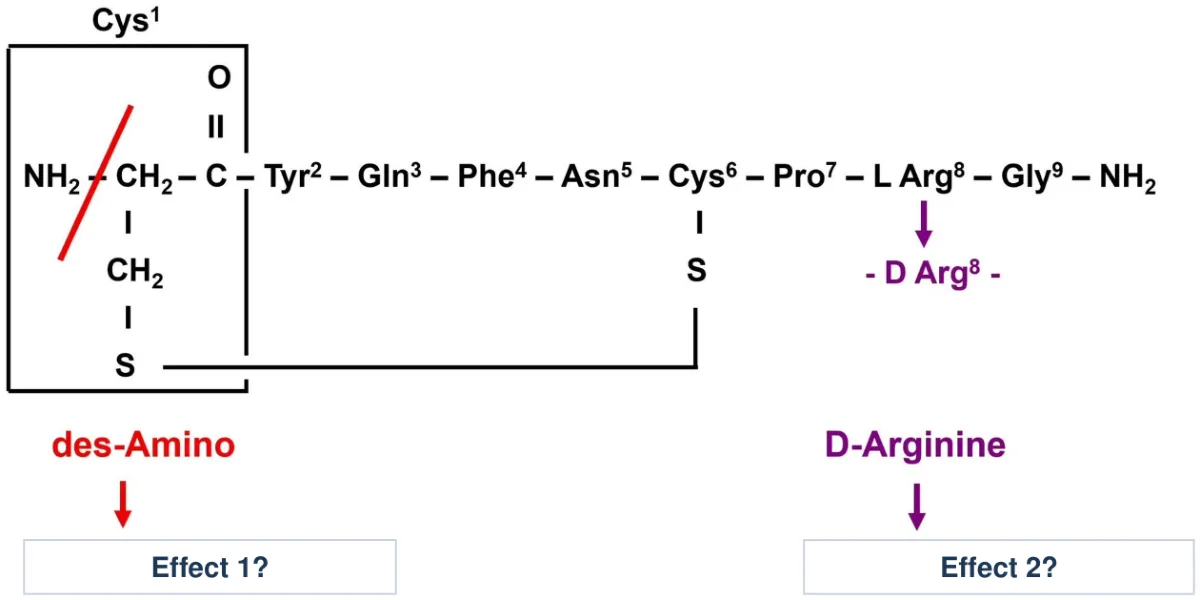 Cys¹
O
II
NH₂ – CH₂ – C – Tyr² – Gln³ – Phe⁴ – Asn⁵ – Cys⁶ – Pro⁷ – L Arg⁸ – Gly⁹ – NH₂
I I
CH₂ S - D Arg⁸ -
I
S
des-Amino D-Arginine
Effect 1? Effect 2?